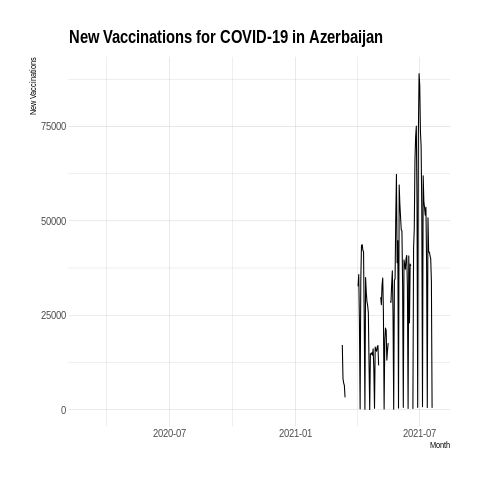 New Vaccinations for COVID-19 in Azerbaijan
New Vaccinations
75000
50000
25000
0
2020-07 2021-01 2021-07
Month